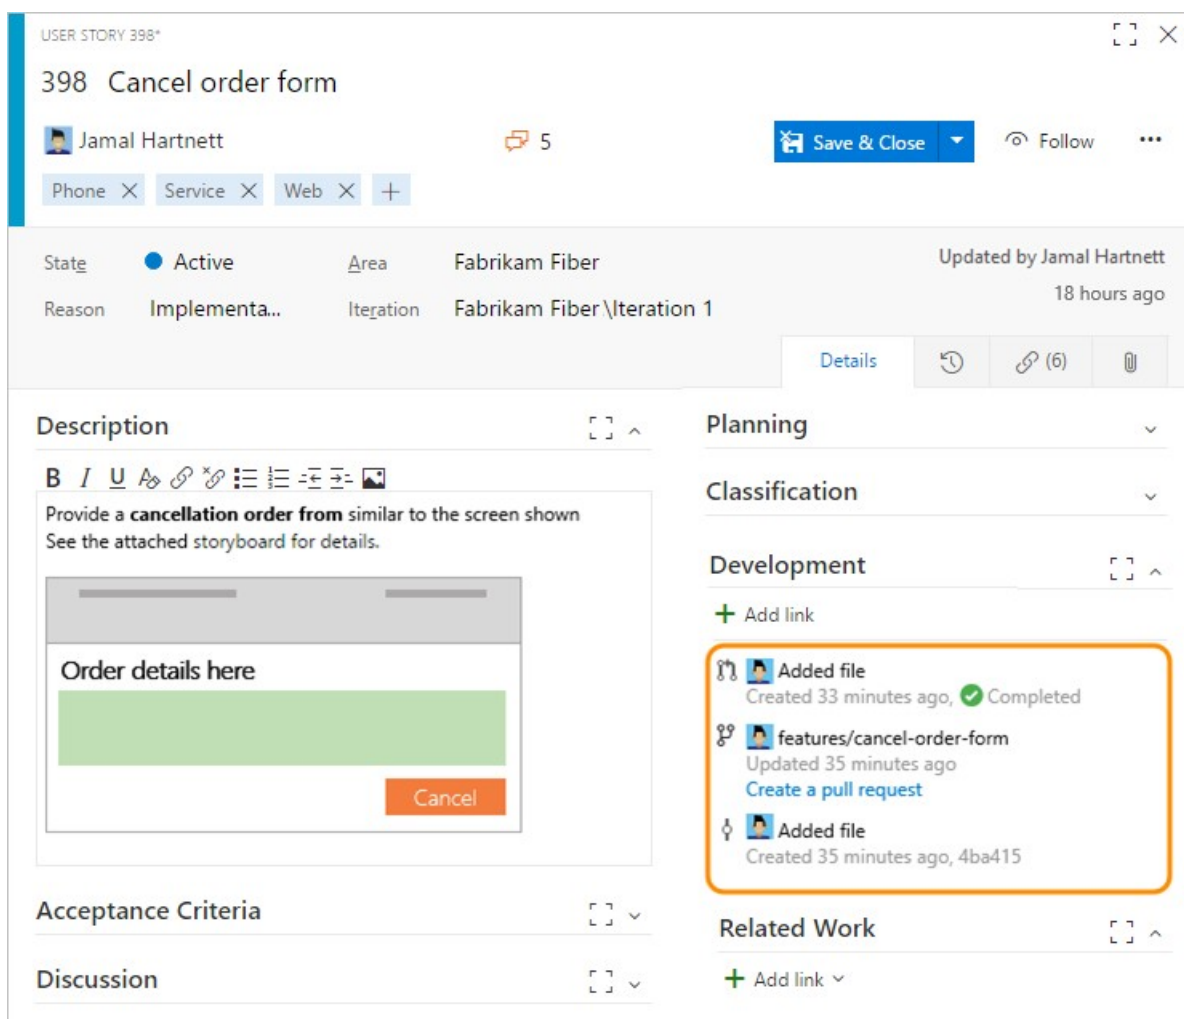 USER STORY 398*
398 Cancel order form
Jamal Hartnett
5
Save & Close
Follow
Phone
Service
Web
State
Active
Area
Fabrikam Fiber
Updated by Jamal Hartnett
Reason
Implementa...
Iteration
Fabrikam Fiber\Iteration 1
18 hours ago
Details
(6)
Description
B I U
Provide a cancellation order from similar to the screen shown
See the attached storyboard for details.
Order details here
Cancel
Acceptance Criteria
Discussion
Planning
Classification
Development
Add link
Added file
Created 33 minutes ago, Completed
features/cancel-order-form
Updated 35 minutes ago
Create a pull request
Added file
Created 35 minutes ago, 4ba415
Related Work
Add link